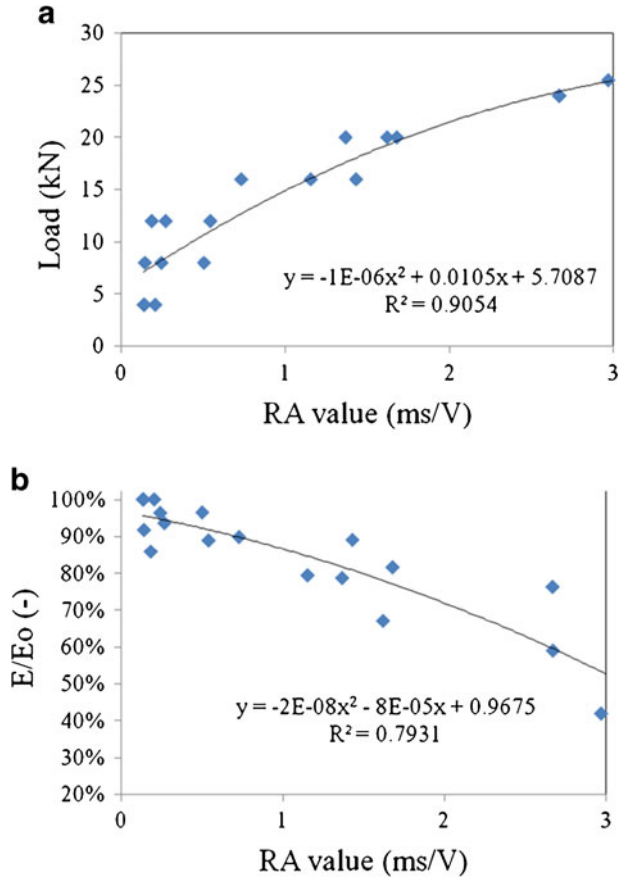 a
30
25
20
15
10
5
0
Load (kN)
y = -1E-06x² + 0.0105x + 5.7087
R² = 0.9054
0 1 2 3
RA value (ms/V)
b
100%
90%
80%
70%
60%
50%
40%
30%
20%
E/Eo (-)
y = -2E-08x² - 8E-05x + 0.9675
R² = 0.7931
0 1 2 3
RA value (ms/V)